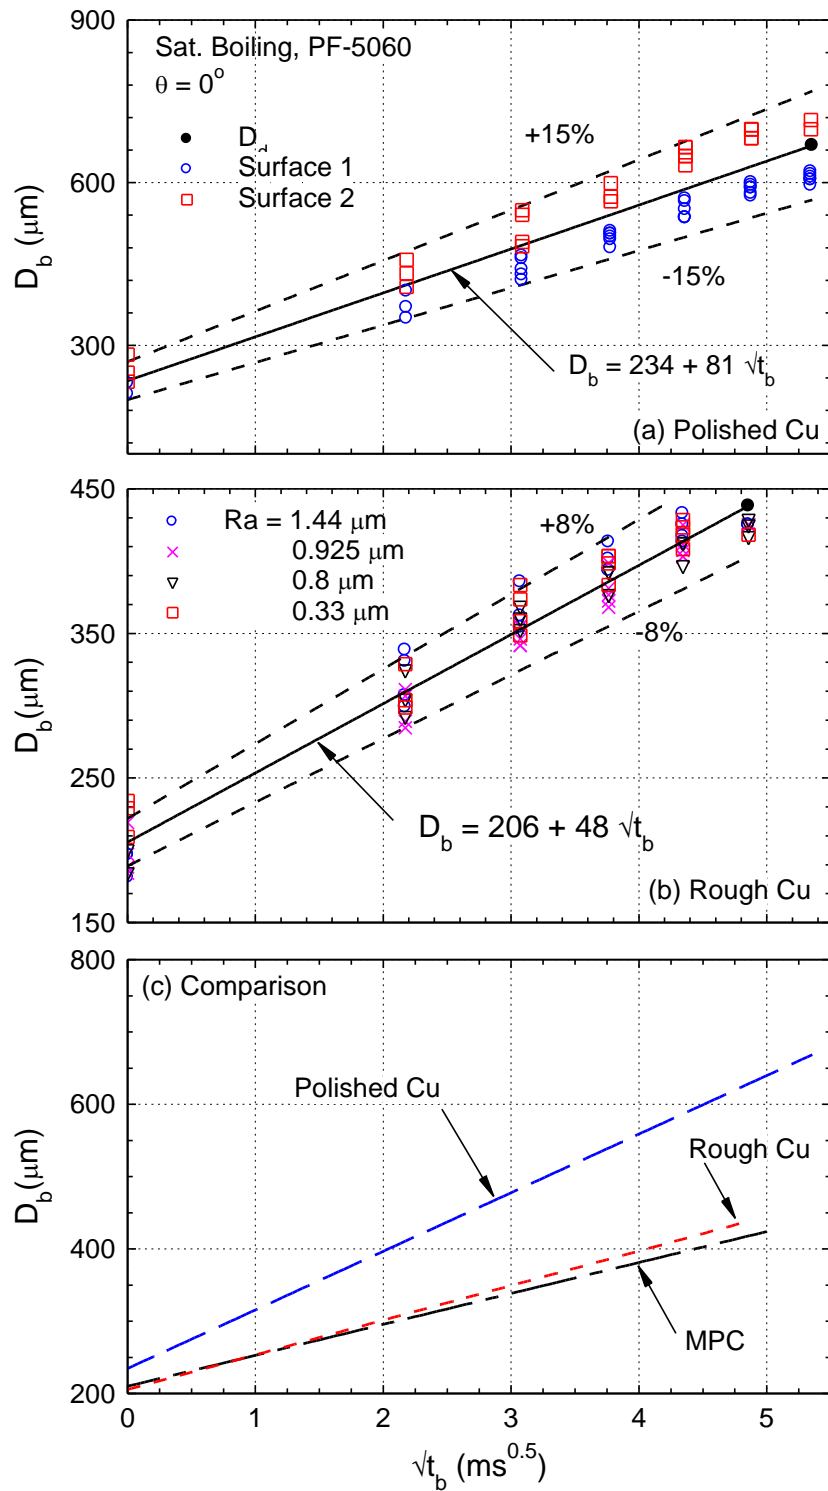 900
600
300
D_b (μm)
Sat. Boiling, PF-5060
θ = 0°
D_d
Surface 1
Surface 2
+15%
-15%
D_b = 234 + 81 √t_b
(a) Polished Cu
450
350
250
150
D_b (μm)
Ra = 1.44 μm
0.925 μm
0.8 μm
0.33 μm
+8%
-8%
D_b = 206 + 48 √t_b
(b) Rough Cu
800
600
400
200
D_b (μm)
(c) Comparison
Polished Cu
Rough Cu
MPC
0 1 2 3 4 5
√t_b (ms^0.5)